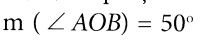 m (∠AOB) = 50°